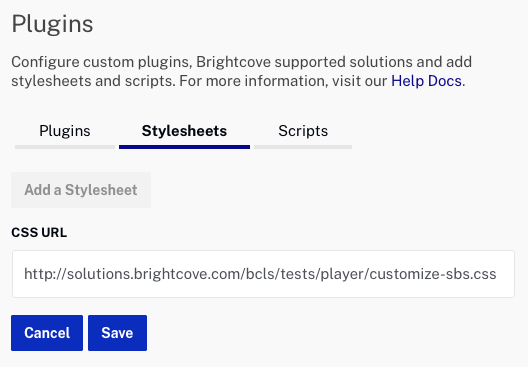 Plugins
Configure custom plugins, Brightcove supported solutions and add
stylesheets and scripts. For more information, visit our Help Docs.
Plugins Stylesheets Scripts
Add a Stylesheet
CSS URL
http://solutions.brightcove.com/bcls/tests/player/customize-sbs.css
Cancel Save